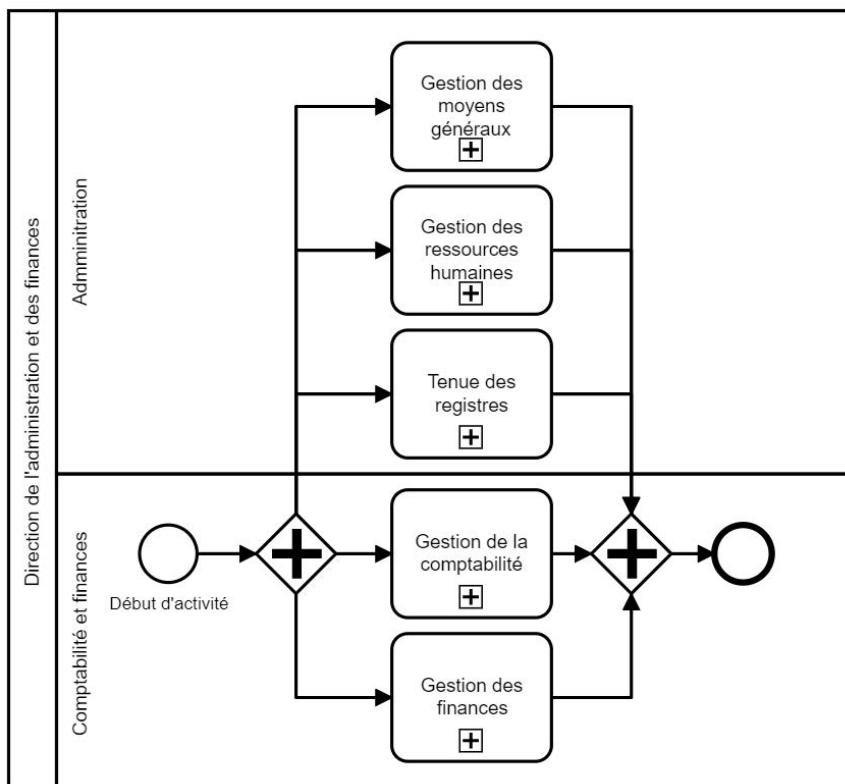 Direction de l'administration et des finances
Admminitration
Gestion des
moyens
généraux
Gestion des
ressources
humaines
Tenue des
registres
Comptabilité et finances
Début d'activité
Gestion de la
comptabilité
Gestion des
finances